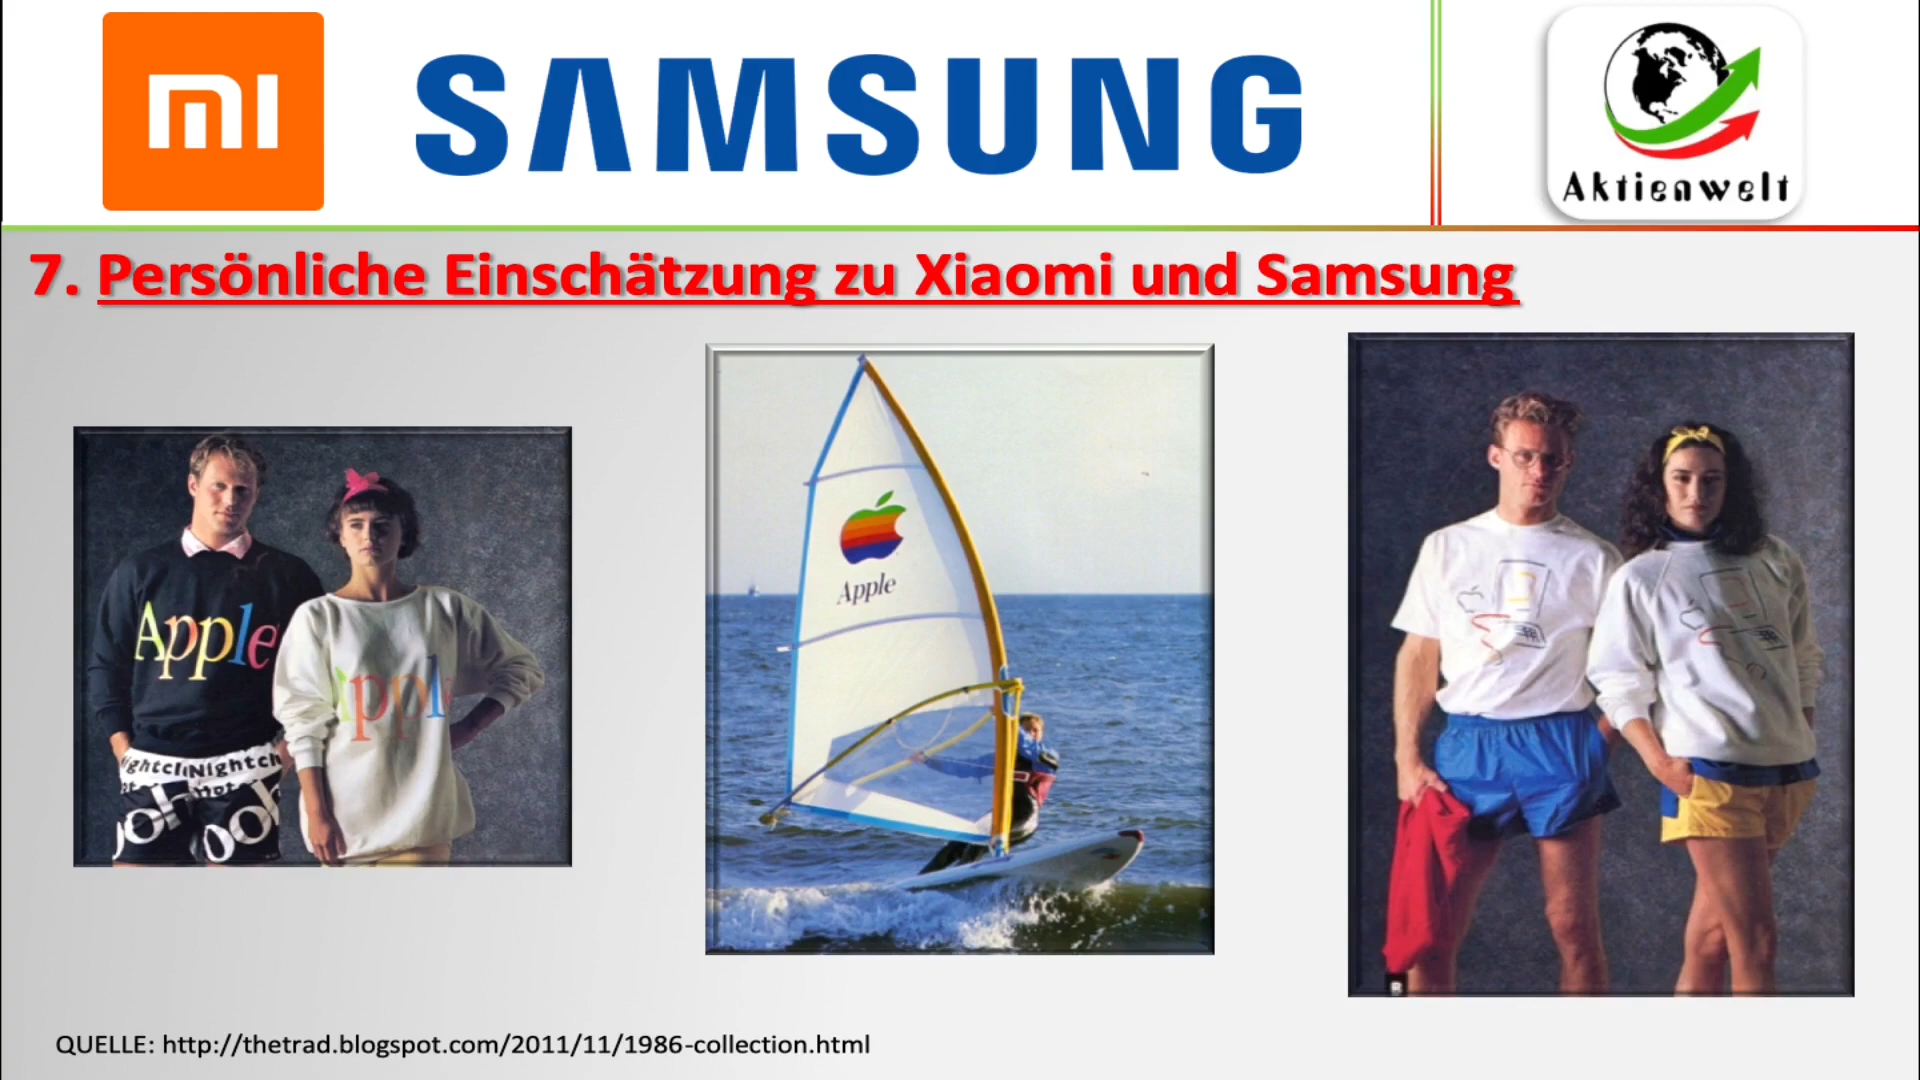 mi
SAMSUNG
Aktienwelt
7. Persönliche Einschätzung zu Xiaomi und Samsung
Apple
Apple
Apple
QUELLE: http://thetrad.blogspot.com/2011/11/1986-collection.html